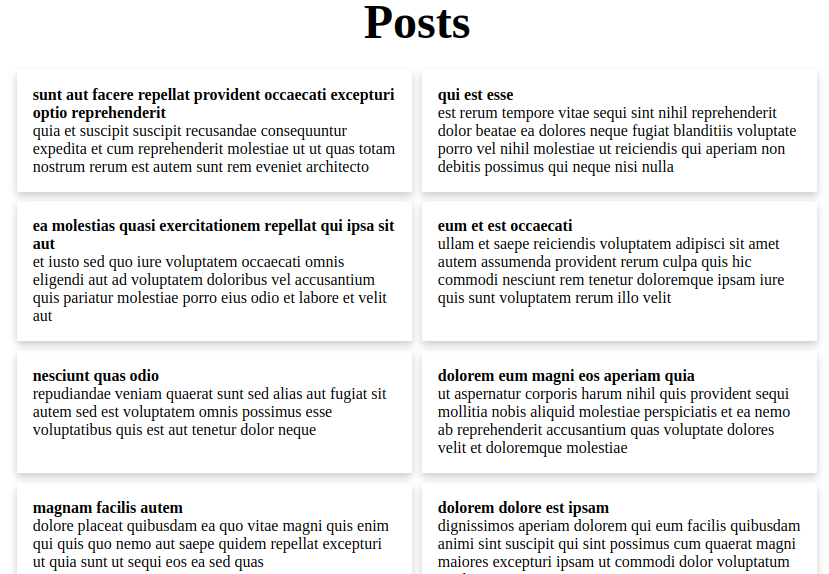 Posts
sunt aut facere repellat provident occaecati excepturi
optio reprehenderit
quia et suscipit suscipit recusandae consequuntur
expedita et cum reprehenderit molestiae ut ut quas totam
nostrum rerum est autem sunt rem eveniet architecto
qui est esse
est rerum tempore vitae sequi sint nihil reprehenderit
dolor beatae ea dolores neque fugiat blanditiis voluptate
porro vel nihil molestiae ut reiciendis qui aperiam non
debitis possimus qui neque nisi nulla
ea molestias quasi exercitationem repellat qui ipsa sit
aut
et iusto sed quo iure voluptatem occaecati omnis
eligendi aut ad voluptatem doloribus vel accusantium
quis pariatur molestiae porro eius odio et labore et velit
aut
eum et est occaecati
ullam et saepe reiciendis voluptatem adipisci sit amet
autem assumenda provident rerum culpa quis hic
commodi nesciunt rem tenetur doloremque ipsam iure
quis sunt voluptatem rerum illo velit
nesciunt quas odio
repudiandae veniam quaerat sunt sed alias aut fugiat sit
autem sed est voluptatem omnis possimus esse
voluptatibus quis est aut tenetur dolor neque
dolorem eum magni eos aperiam quia
ut aspernatur corporis harum nihil quis provident sequi
mollitia nobis aliquid molestiae perspiciatis et ea nemo
ab reprehenderit accusantium quas voluptate dolores
velit et doloremque molestiae
magnam facilis autem
dolore placeat quibusdam ea quo vitae magni quis enim
qui quis quo nemo aut saepe quidem repellat excepturi
ut quia sunt ut sequi eos ea sed quas
dolorem dolore est ipsam
dignissimos aperiam dolorem qui eum facilis quibusdam
animi sint suscipit qui sint possimus cum quaerat magni
maiores excepturi ipsam ut commodi dolor voluptatum